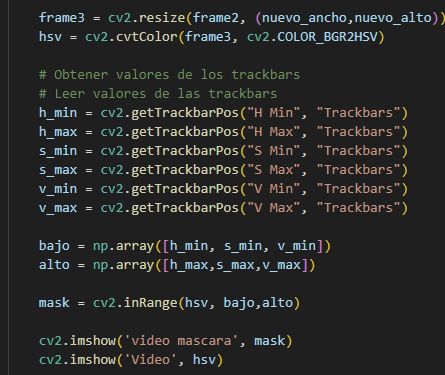 frame3 = cv2.resize(frame2, (nuevo_ancho,nuevo_alto))
hsv = cv2.cvtColor(frame3, cv2.COLOR_BGR2HSV)
# Obtener valores de los trackbars
# Leer valores de las trackbars
h_min = cv2.getTrackbarPos("H Min", "Trackbars")
h_max = cv2.getTrackbarPos("H Max", "Trackbars")
s_min = cv2.getTrackbarPos("S Min", "Trackbars")
s_max = cv2.getTrackbarPos("S Max", "Trackbars")
v_min = cv2.getTrackbarPos("V Min", "Trackbars")
v_max = cv2.getTrackbarPos("V Max", "Trackbars")
bajo = np.array([h_min, s_min, v_min])
alto = np.array([h_max,s_max,v_max])
mask = cv2.inRange(hsv, bajo,alto)
cv2.imshow('video mascara', mask)
cv2.imshow('Video', hsv)